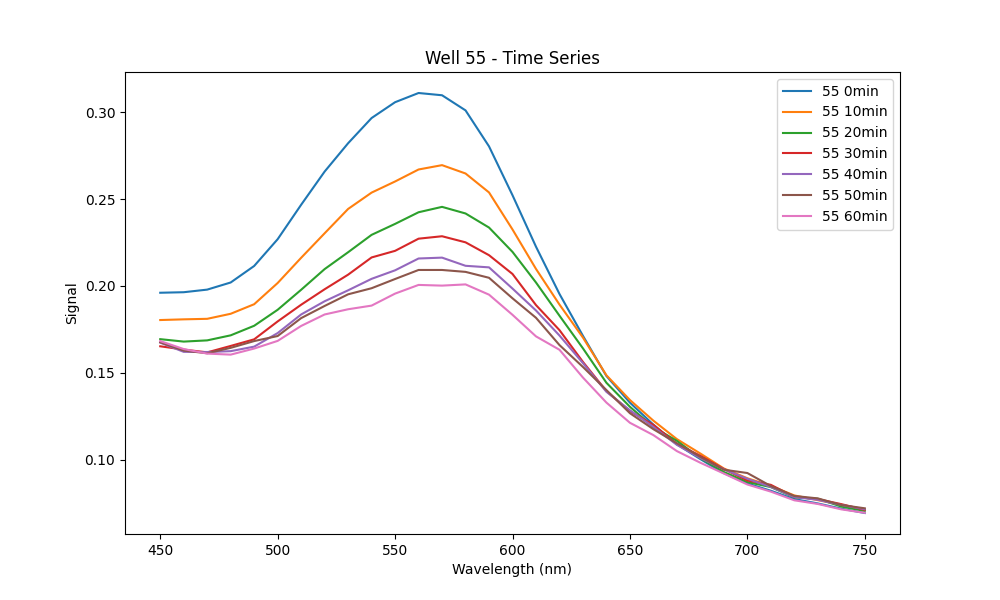 Well 55 - Time Series
55 0min
55 10min
55 20min
55 30min
55 40min
55 50min
55 60min
Signal
0.30
0.25
0.20
0.15
0.10
450 500 550 600 650 700 750
Wavelength (nm)